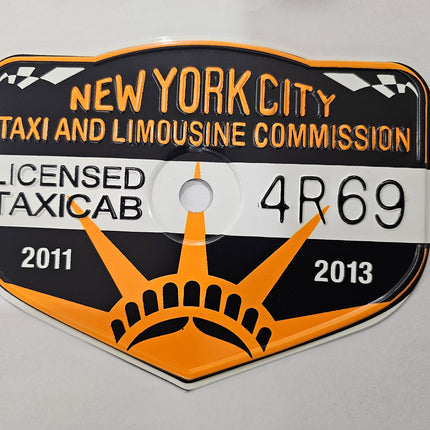 NEW YORK CITY
TAXI AND LIMOUSINE COMMISSION
LICENSED
TAXICAB
4R69
2011
2013